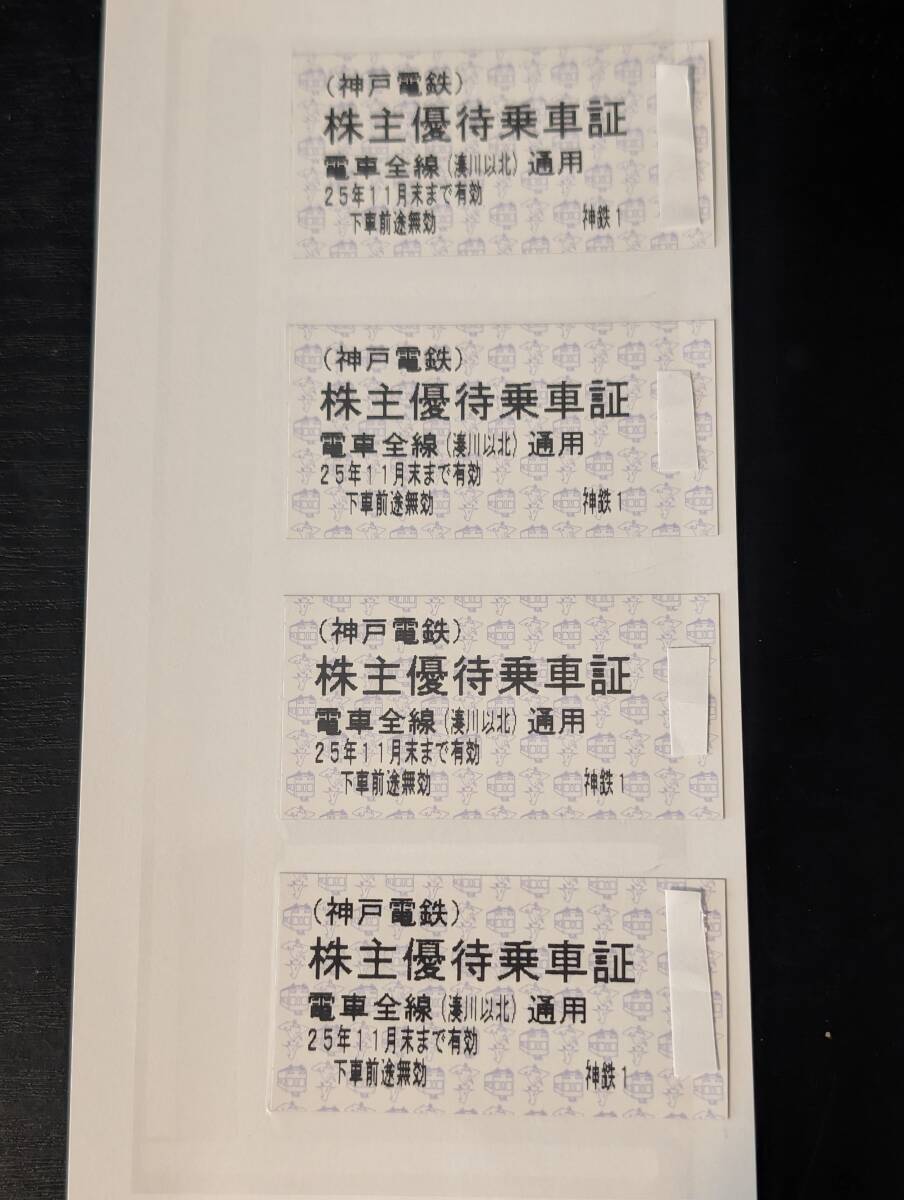 (神戸電鉄)
株主優待乗車証
電車全線(湊川以北)通用
25年11月末まで有効
下車前途無効 神鉄1
(神戸電鉄)
株主優待乗車証
電車全線(湊川以北)通用
25年11月末まで有効
下車前途無効 神鉄1
(神戸電鉄)
株主優待乗車証
電車全線(湊川以北)通用
25年11月末まで有効
下車前途無効 神鉄1
(神戸電鉄)
株主優待乗車証
電車全線(湊川以北)通用
25年11月末まで有効
下車前途無効 神鉄1